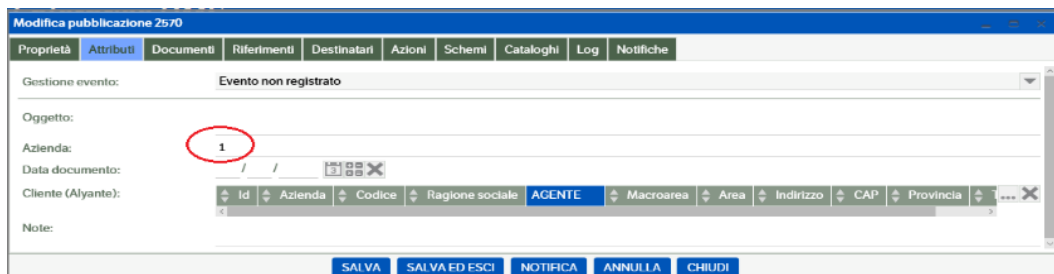 Modifica pubblicazione 2570
Proprietà Attributi Documenti Riferimenti Destinatari Azioni Schemi Cataloghi Log Notifiche
Gestione evento: Evento non registrato
Oggetto:
Azienda: 1
Data documento: / /
Cliente (Alyante): Id Azienda Codice Ragione sociale AGENTE Macroarea Area Indirizzo CAP Provincia ...
Note:
SALVA SALVA ED ESCI NOTIFICA ANNULLA CHIUDI